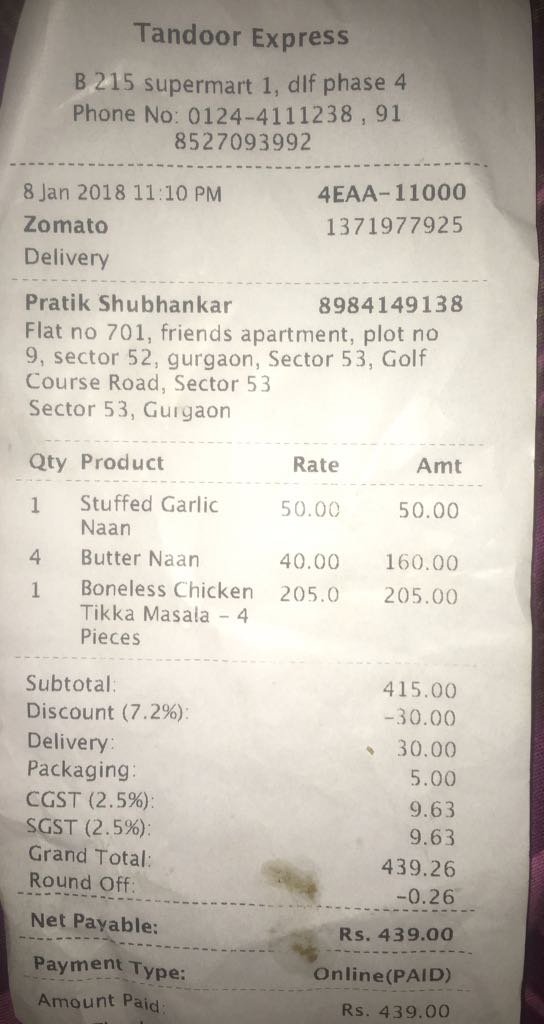 Tandoor Express
B 215 supermart 1, dlf phase 4
Phone No: 0124-4111238 , 91
8527093992
8 Jan 2018 11:10 PM 4EAA-11000
Zomato 1371977925
Delivery
Pratik Shubhankar 8984149138
Flat no 701, friends apartment, plot no
9, sector 52, gurgaon, Sector 53, Golf
Course Road, Sector 53
Sector 53, Gurgaon
Qty Product Rate Amt
1 Stuffed Garlic 50.00 50.00
Naan
4 Butter Naan 40.00 160.00
1 Boneless Chicken 205.0 205.00
Tikka Masala - 4
Pieces
Subtotal: 415.00
Discount (7.2%): -30.00
Delivery: 30.00
Packaging: 5.00
CGST (2.5%): 9.63
SGST (2.5%): 9.63
Grand Total: 439.26
Round Off: -0.26
Net Payable: Rs. 439.00
Payment Type: Online(PAID)
Amount Paid: Rs. 439.00